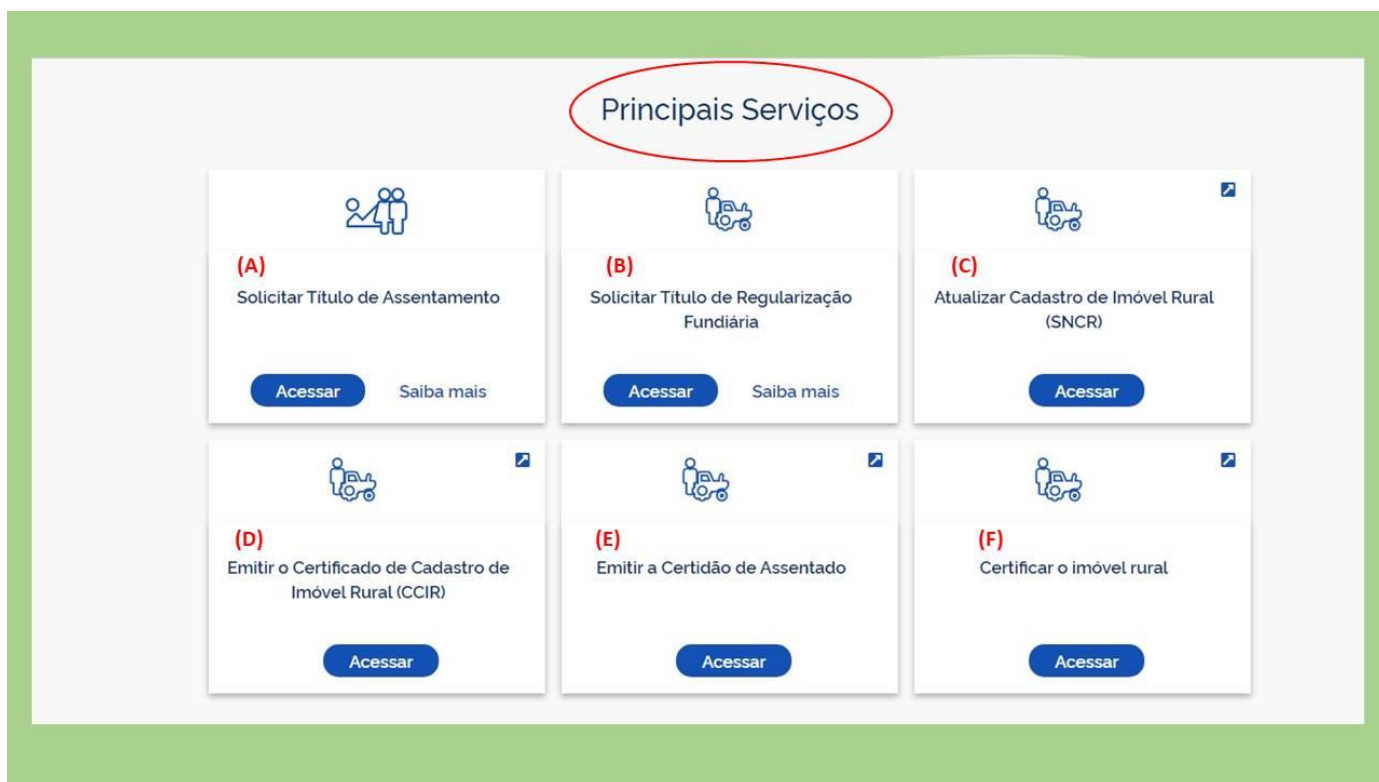 Principais Serviços
(A)
Solicitar Título de Assentamento
Acessar Saiba mais
(B)
Solicitar Título de Regularização
Fundiária
Acessar Saiba mais
(C)
Atualizar Cadastro de Imóvel Rural
(SNCR)
Acessar
(D)
Emitir o Certificado de Cadastro de
Imóvel Rural (CCIR)
Acessar
(E)
Emitir a Certidão de Assentado
Acessar
(F)
Certificar o imóvel rural
Acessar